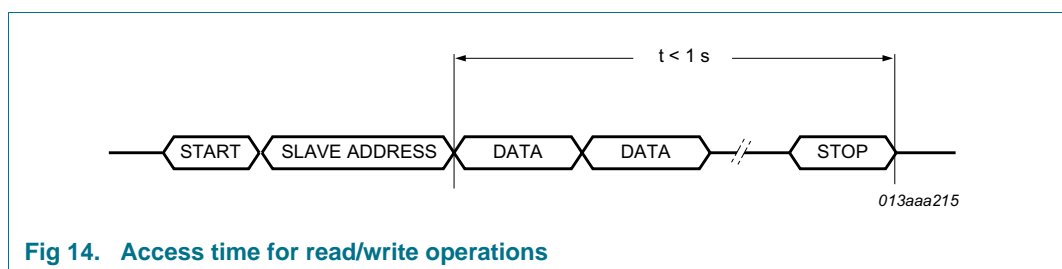 t < 1 s
START SLAVE ADDRESS DATA DATA STOP
013aaa215
Fig 14. Access time for read/write operations